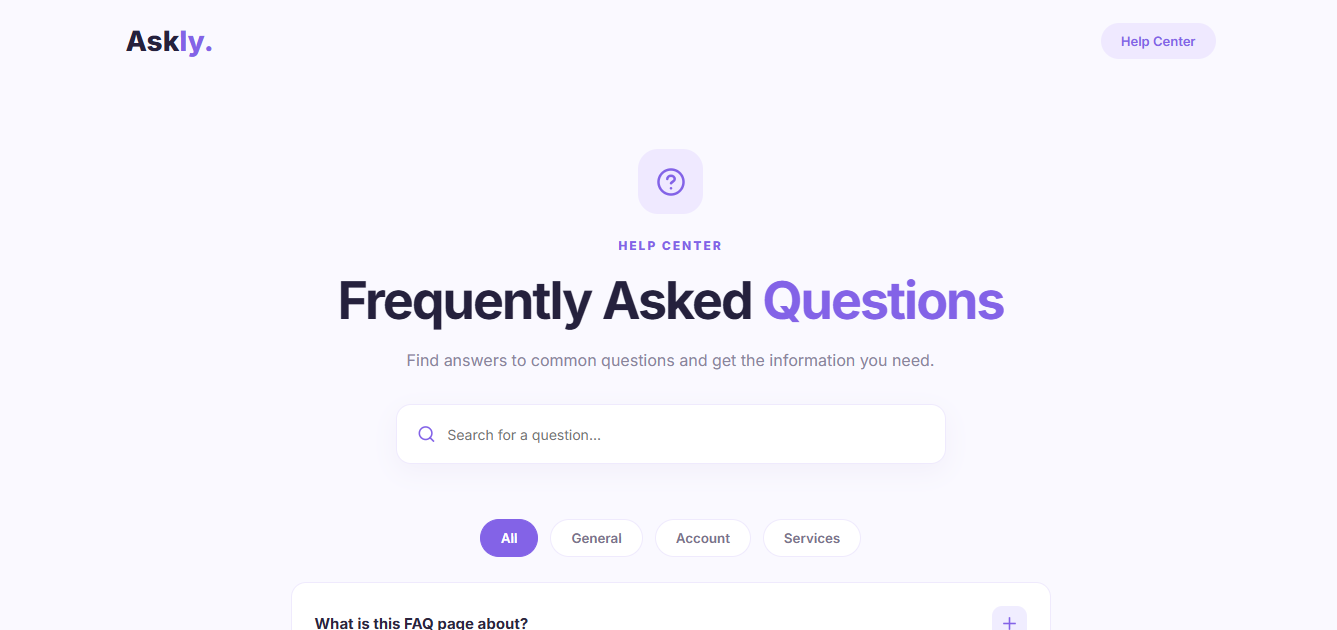 Askly.
Help Center
HELP CENTER
Frequently Asked Questions
Find answers to common questions and get the information you need.
Search for a question...
All
General
Account
Services
What is this FAQ page about?